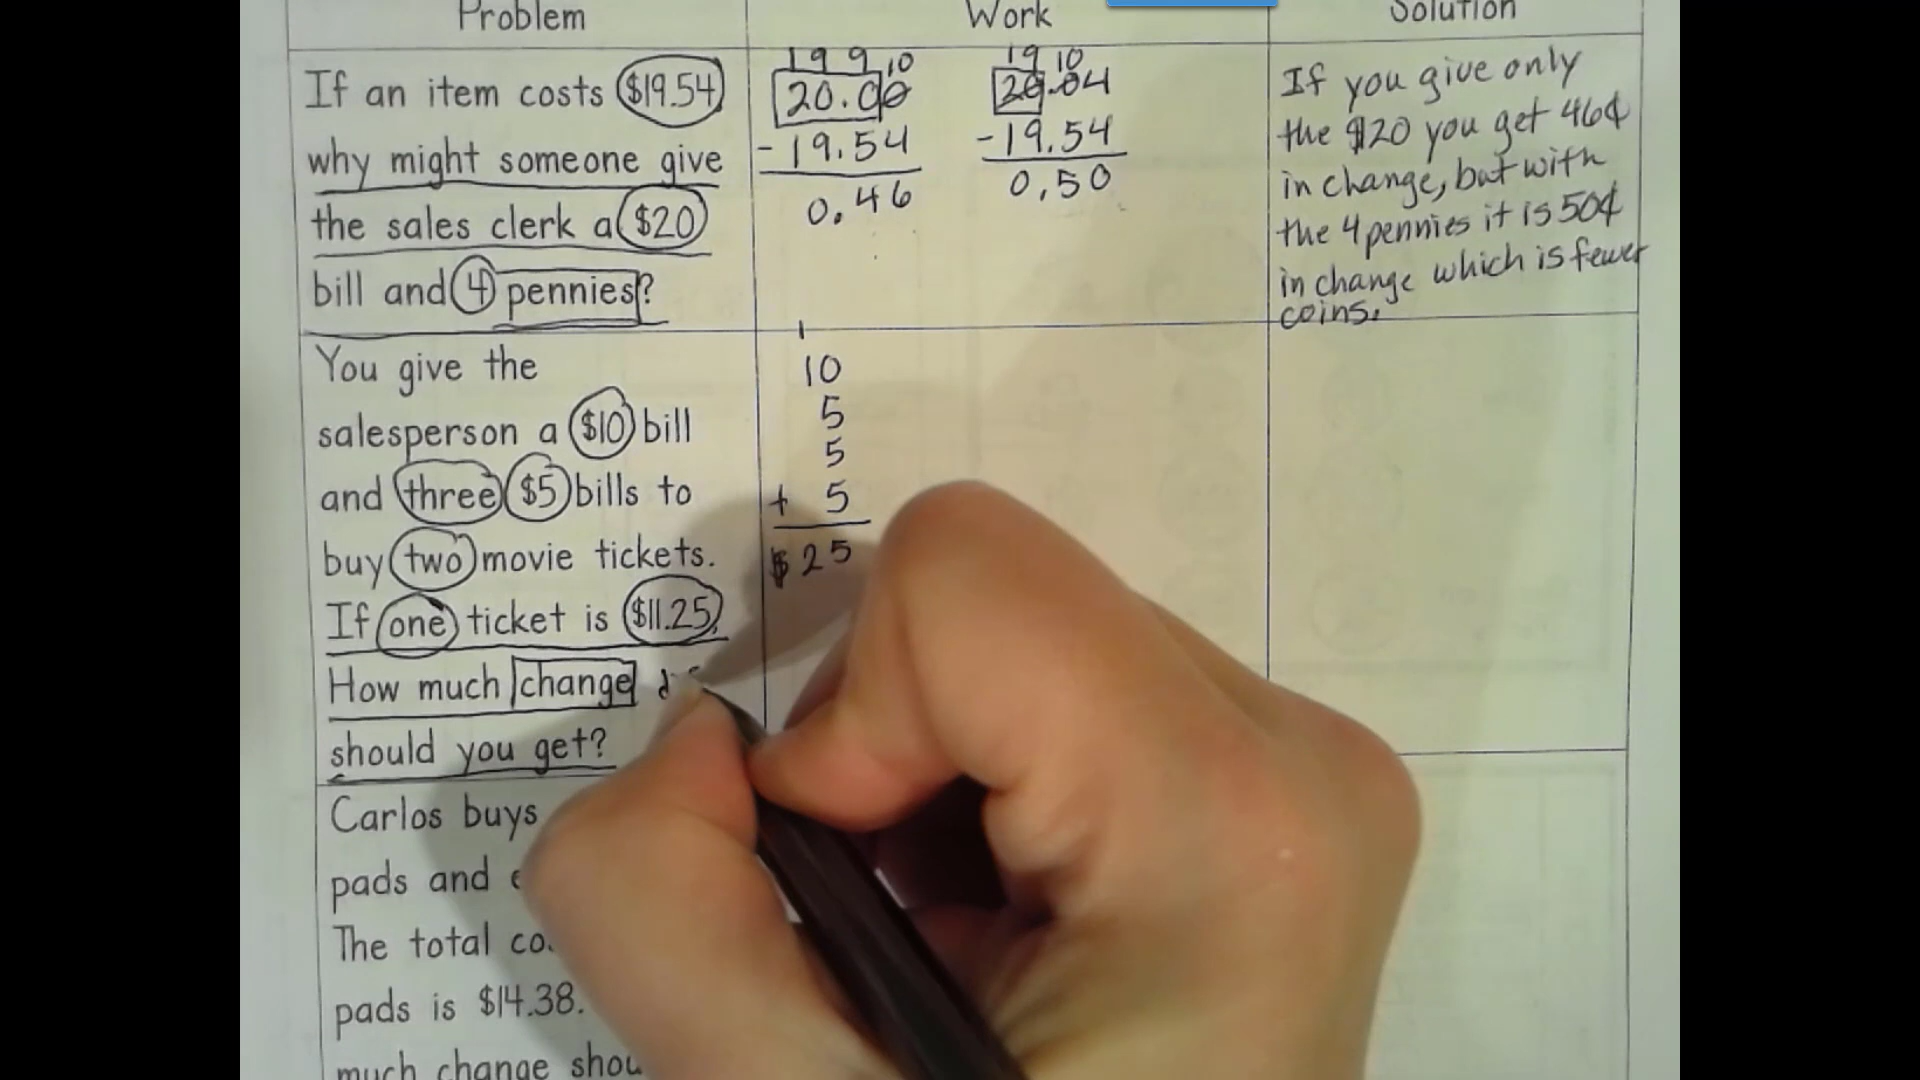 Problem
Work
Solution
If an item costs $19.54
why might someone give
the sales clerk a $20
bill and 4 pennies?
19 9 10
20.00
-19.54
0.46
19 10
20.04
-19.54
0.50
If you give only
the $20 you get 46¢
in change, but with
the 4 pennies it is 50¢
in change which is fewer
coins.
You give the
salesperson a $10 bill
and three $5 bills to
buy two movie tickets.
If one ticket is $11.25,
How much change
should you get?
1
10
5
5
+ 5
$25
Carlos buys
pads and
The total
pads is $14.38.
much change